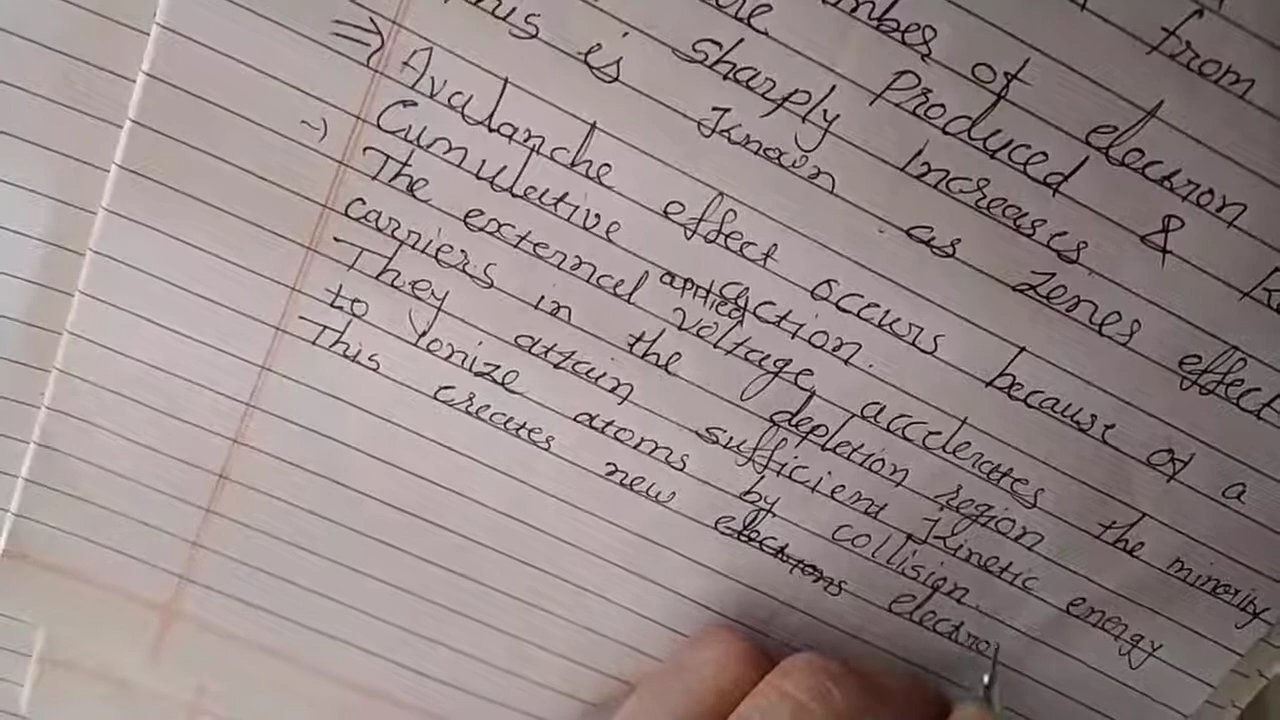 from
number of electron
are Produced &
sharply Increases.
This is Known as Zener effect
⇒ Avalanche effect occurs because of a
Cumulative action.
→) The external applied voltage accelerates the minority
carriers in the depletion region
They attain sufficient Kinetic energy
to Ionize atoms by collision.
This creates new electrons electro